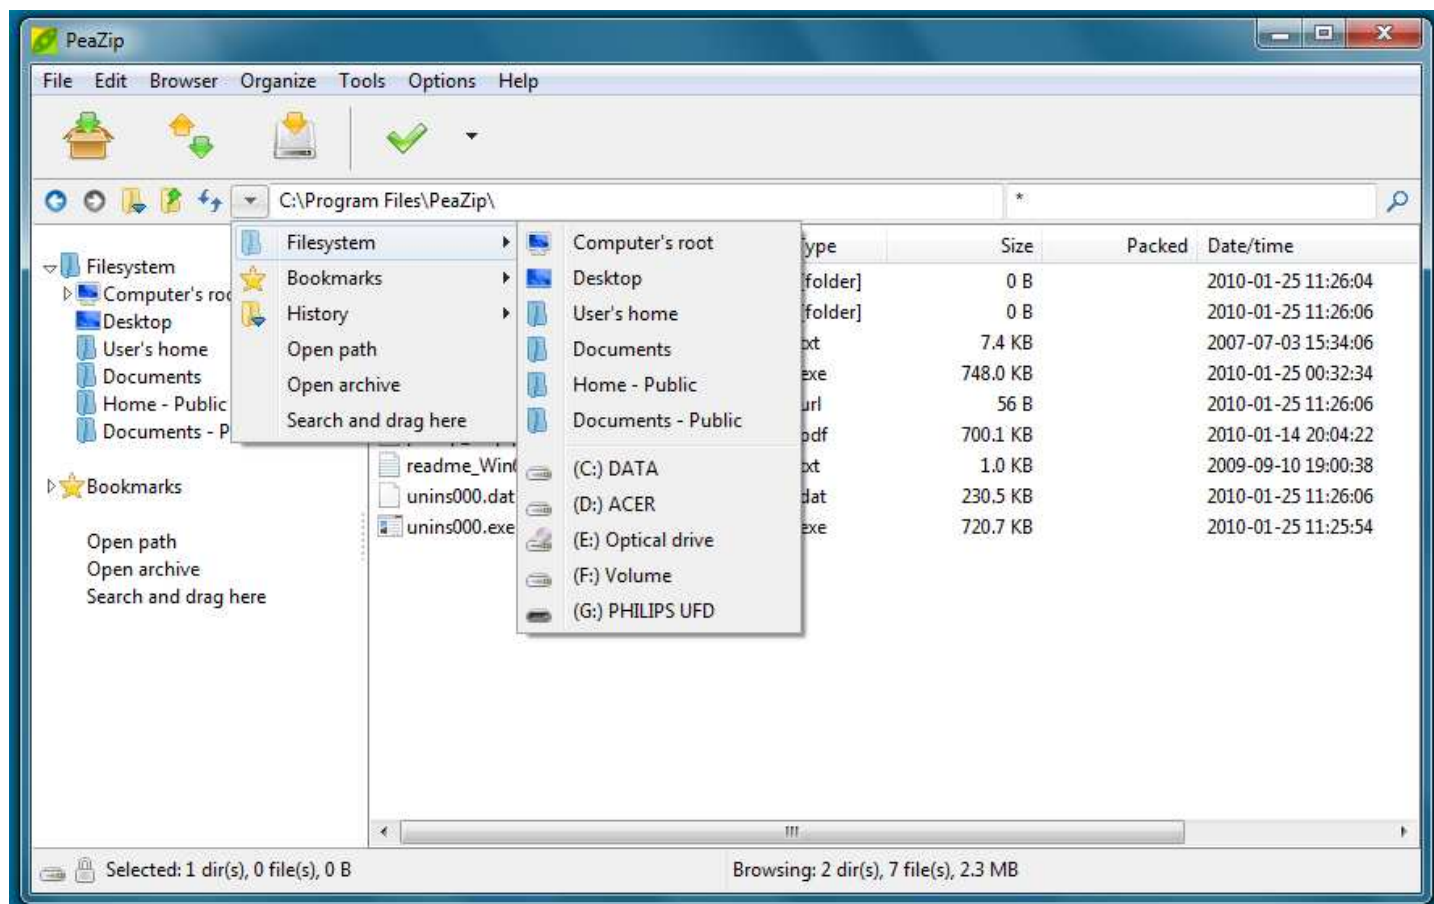 PeaZip
File Edit Browser Organize Tools Options Help
C:\Program Files\PeaZip\ *
Filesystem
Computer's
Desktop
User's home
Documents
Home - Public
Documents -
Bookmarks
Open path
Open archive
Search and drag here
Filesystem
Bookmarks
History
Open path
Open archive
Search and drag here
Computer's root
Desktop
User's home
Documents
Home - Public
Documents - Public
(C:) DATA
(D:) ACER
(E:) Optical drive
(F:) Volume
(G:) PHILIPS UFD
Size Packed Date/time
[folder] 0 B 2010-01-25 11:26:04
[folder] 0 B 2010-01-25 11:26:06
7.4 KB 2007-07-03 15:34:06
exe 748.0 KB 2010-01-25 00:32:34
url 56 B 2010-01-25 11:26:06
pdf 700.1 KB 2010-01-14 20:04:22
1.0 KB 2009-09-10 19:00:38
unins000.dat dat 230.5 KB 2010-01-25 11:26:06
unins000.exe exe 720.7 KB 2010-01-25 11:25:54
Selected: 1 dir(s), 0 file(s), 0 B
Browsing: 2 dir(s), 7 file(s), 2.3 MB